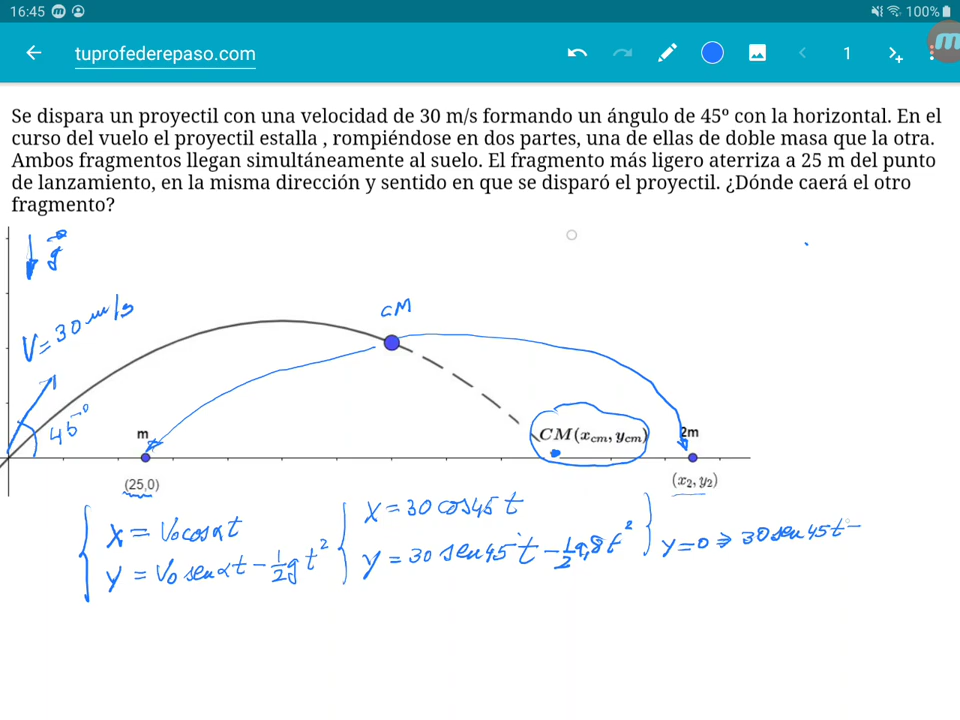 16:45 100%
tuprofederepaso.com
1
Se dispara un proyectil con una velocidad de 30 m/s formando un ángulo de 45º con la horizontal. En el
curso del vuelo el proyectil estalla , rompiéndose en dos partes, una de ellas de doble masa que la otra.
Ambos fragmentos llegan simultáneamente al suelo. El fragmento más ligero aterriza a 25 m del punto
de lanzamiento, en la misma dirección y sentido en que se disparó el proyectil. ¿Dónde caerá el otro
fragmento?
g
V=30 m/s
CM
45º
m
CM(x_cm, y_cm)
2m
(25,0)
(x₂, y₂)
x = v₀ cos α t
y = v₀ sen α t - 1/2 g t²
x = 30 cos 45 t
y = 30 sen 45 t - 1/2 9,8 t²
y=0 ⇒ 30 sen 45 t -